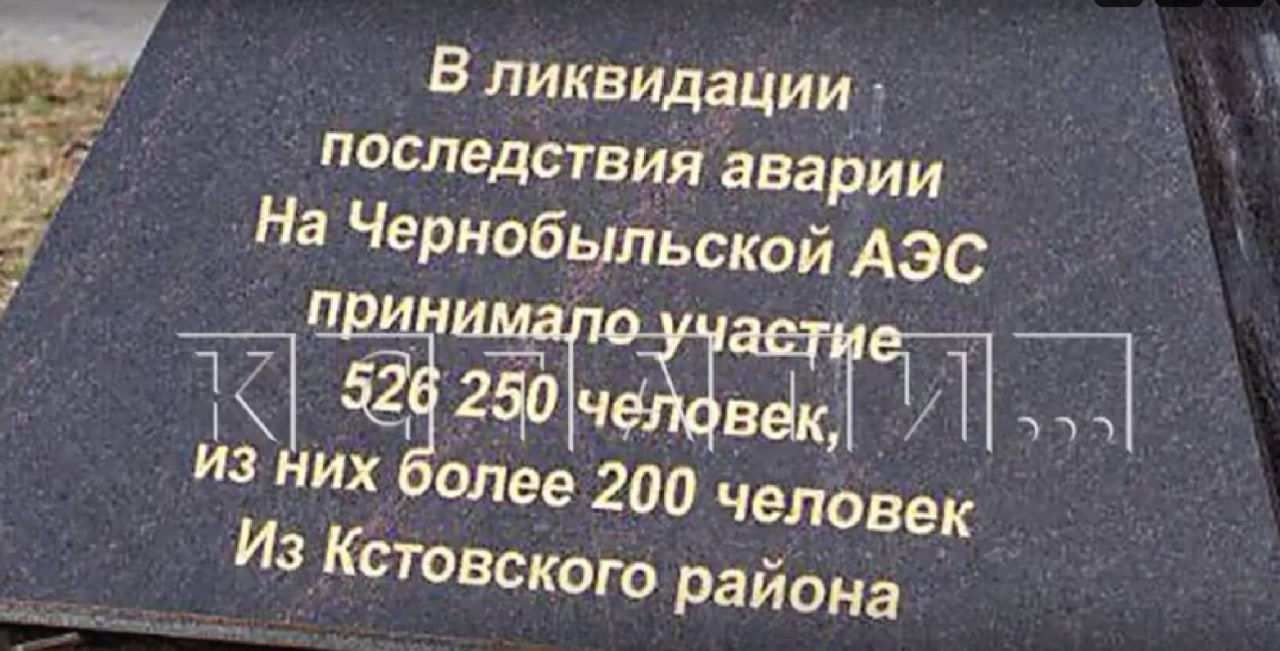 В ликвидации
последствия аварии
На Чернобыльской АЭС
принимало участие
526 250 человек,
из них более 200 человек
Из Кстовского района
КСТАТИ...